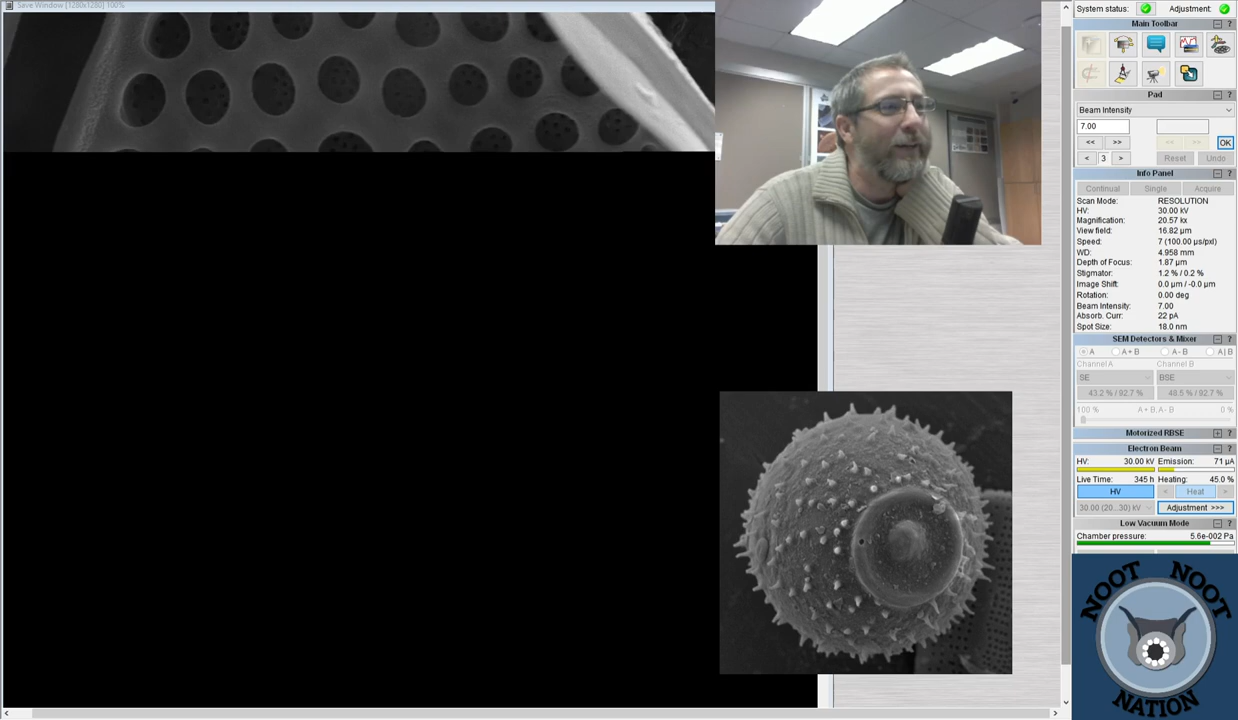 Save Window [1280x1280] 100%
System status:
Adjustment:
Main Toolbar
Pad
Beam Intensity
7.00
<< >>
<< >>
OK
< 3 >
Reset
Undo
Info Panel
Continual
Single
Acquire
Scan Mode: RESOLUTION
HV: 30.00 kV
Magnification: 20.57 kx
View field: 16.82 µm
Speed: 7 (100.00 µs/pxl)
WD: 4.958 mm
Depth of Focus: 1.87 µm
Stigmator: 1.2 % / 0.2 %
Image Shift: 0.0 µm / -0.0 µm
Rotation: 0.00 deg
Beam Intensity: 7.00
Absorb. Curr: 22 pA
Spot Size: 18.0 nm
SEM Detectors & Mixer
A
A + B
A - B
A | B
Channel A
Channel B
SE
BSE
43.2 % / 92.7 %
48.5 % / 92.7 %
100 %
A + B, A - B
0 %
Motorized RBSE
Electron Beam
HV: 30.00 kV
Emission: 71 µA
Live Time: 345 h
Heating: 45.0 %
HV
< Heat >
30.00 (20...30) kV
Adjustment >>>
Low Vacuum Mode
Chamber pressure: 5.6e-002 Pa
NOOT NOOT
NATION